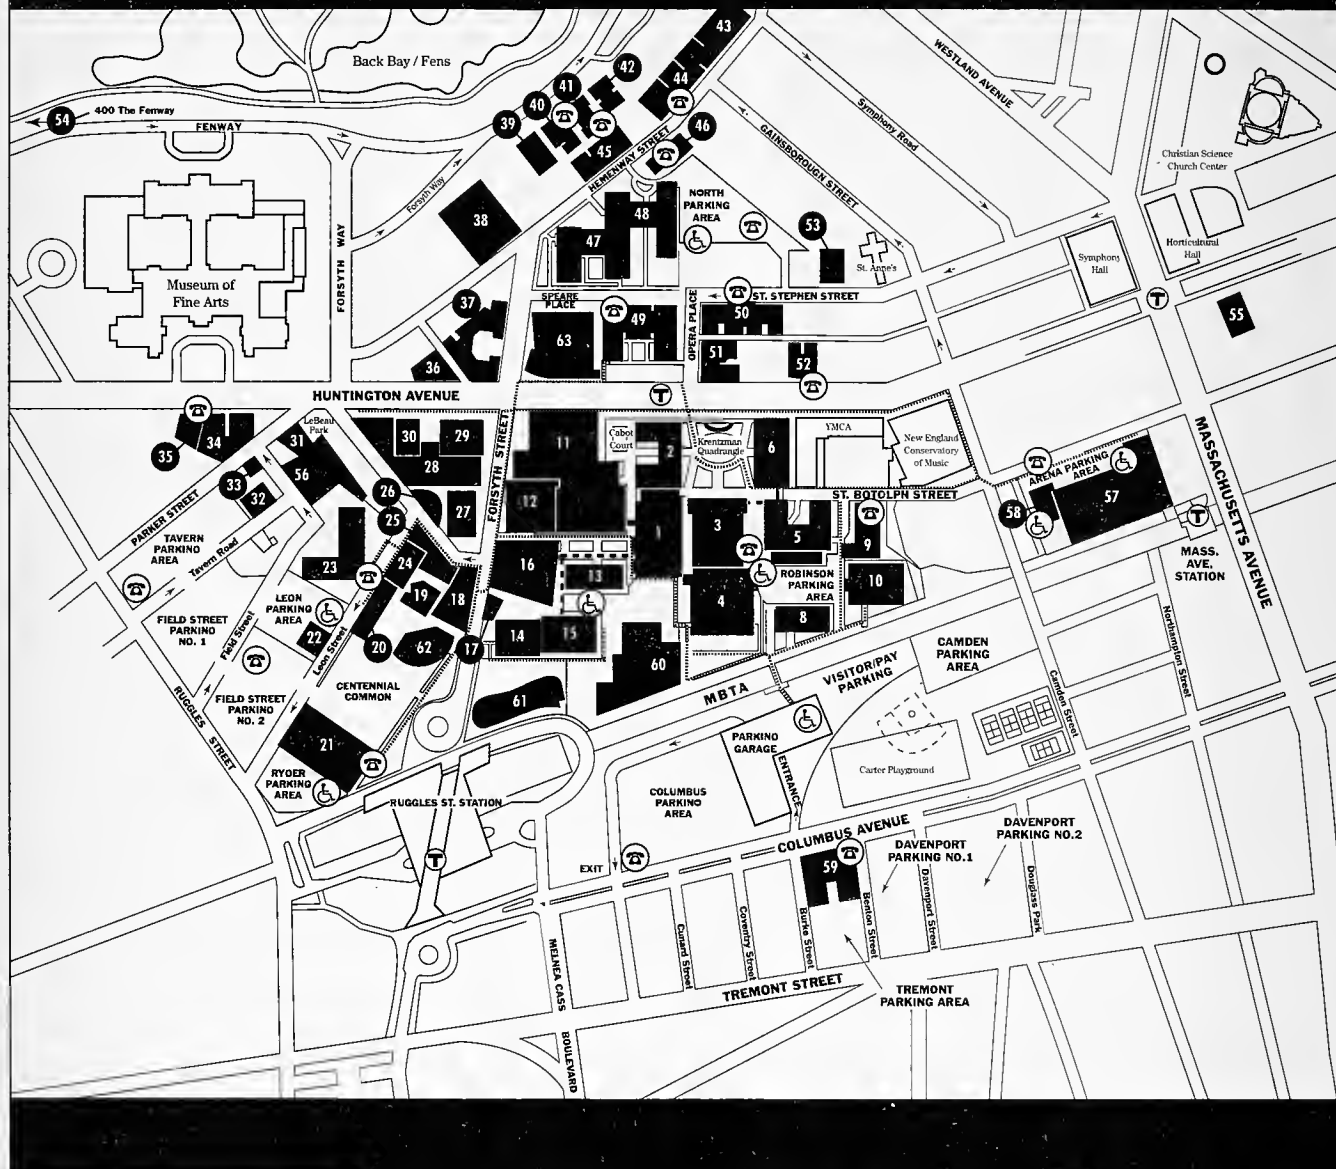 43
WESTLAND AVENUE
Back Bay / Fens
42
41
44
40
54
400 The Fenway
39
FENWAY
45
46
Symphony Road
GAINSBOROUGH STREET
HEMENWAY STREET
Christian Science
Church Center
Forsyth Way
38
48
NORTH
PARKING
AREA
53
47
St. Anne's
Symphony
Hall
Horticultural
Hall
FORSYTH WAY
Museum of
Fine Arts
37
SPEARE
PLACE
OPERA PLACE
ST. STEPHEN STREET
T
50
49
55
63
51
52
36
HUNTINGTON AVENUE
T
LeBeau
Park
34
35
31
30
29
28
FORSYTH STREET
11
Cabot
Court
2
Krentzman
Quadrangle
6
YMCA
New England
Conservatory
of Music
MASSACHUSETTS AVENUE
ARENA PARKING
AREA
57
58
ST. BOTOLPH STREET
33
32
56
26
25
27
12
1
3
5
9
T
MASS.
AVE.
STATION
PARKER STREET
TAVERN
PARKINO
AREA
Tavern Road
23
24
16
13
ROBINSON
PARKING
AREA
10
LEON
PARKING
AREA
19
18
4
8
FIELD STREET
PARKINO
NO. 1
Field Street
22
Leon Street
20
62
17
14
15
60
CAMDEN
PARKING
AREA
Northampton Street
VISITOR/PAY
PARKING
MBTA
CENTENNIAL
COMMON
FIELD STREET
PARKINO
NO. 2
61
Camden Street
RUGGLES STREET
21
PARKINO
GARAGE
ENTRANCE
Carter Playground
RYOER
PARKING
AREA
RUGGLES ST. STATION
COLUMBUS
PARKINO
AREA
T
COLUMBUS AVENUE
DAVENPORT
PARKING NO.2
DAVENPORT
PARKING NO.1
EXIT
59
Cunard Street
Coventry Street
Burke Street
Benton Street
Davenport Street
Douglass Park
MELNEA CASS
BOULEVARD
TREMONT STREET
TREMONT
PARKING AREA